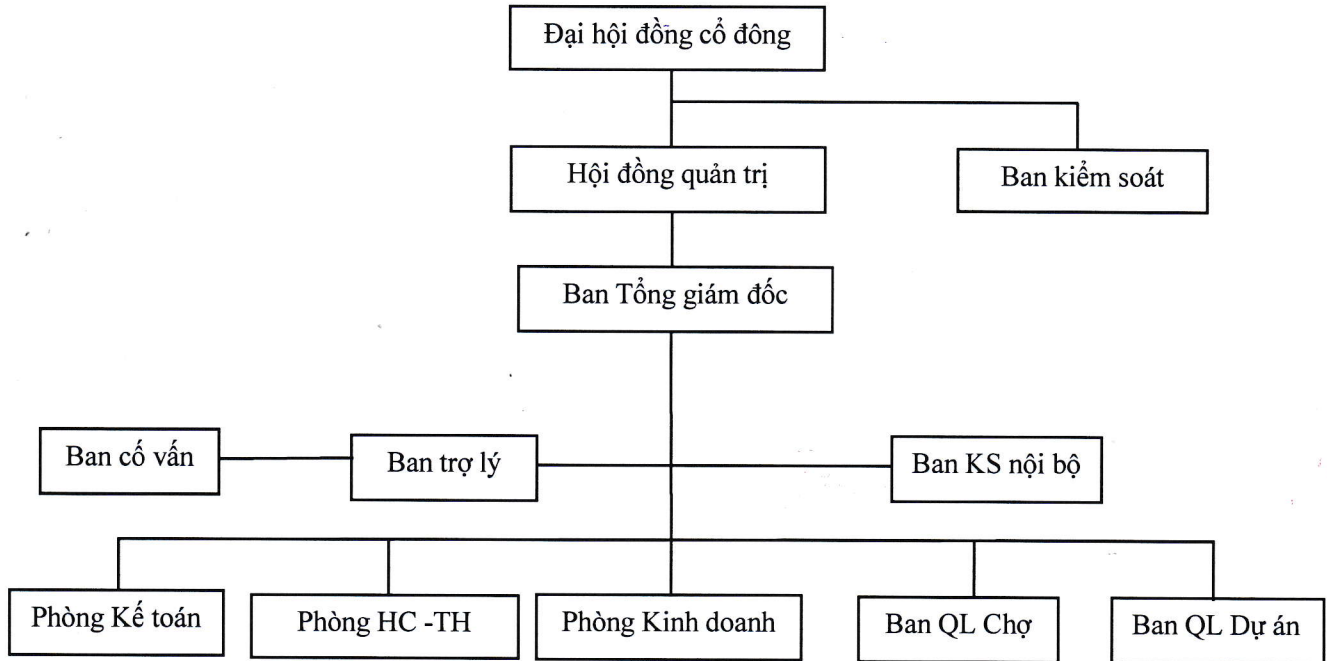 Đại hội đồng cổ đông
Hội đồng quản trị
Ban kiểm soát
Ban Tổng giám đốc
Ban cố vấn
Ban trợ lý
Ban KS nội bộ
Phòng Kế toán
Phòng HC -TH
Phòng Kinh doanh
Ban QL Chợ
Ban QL Dự án